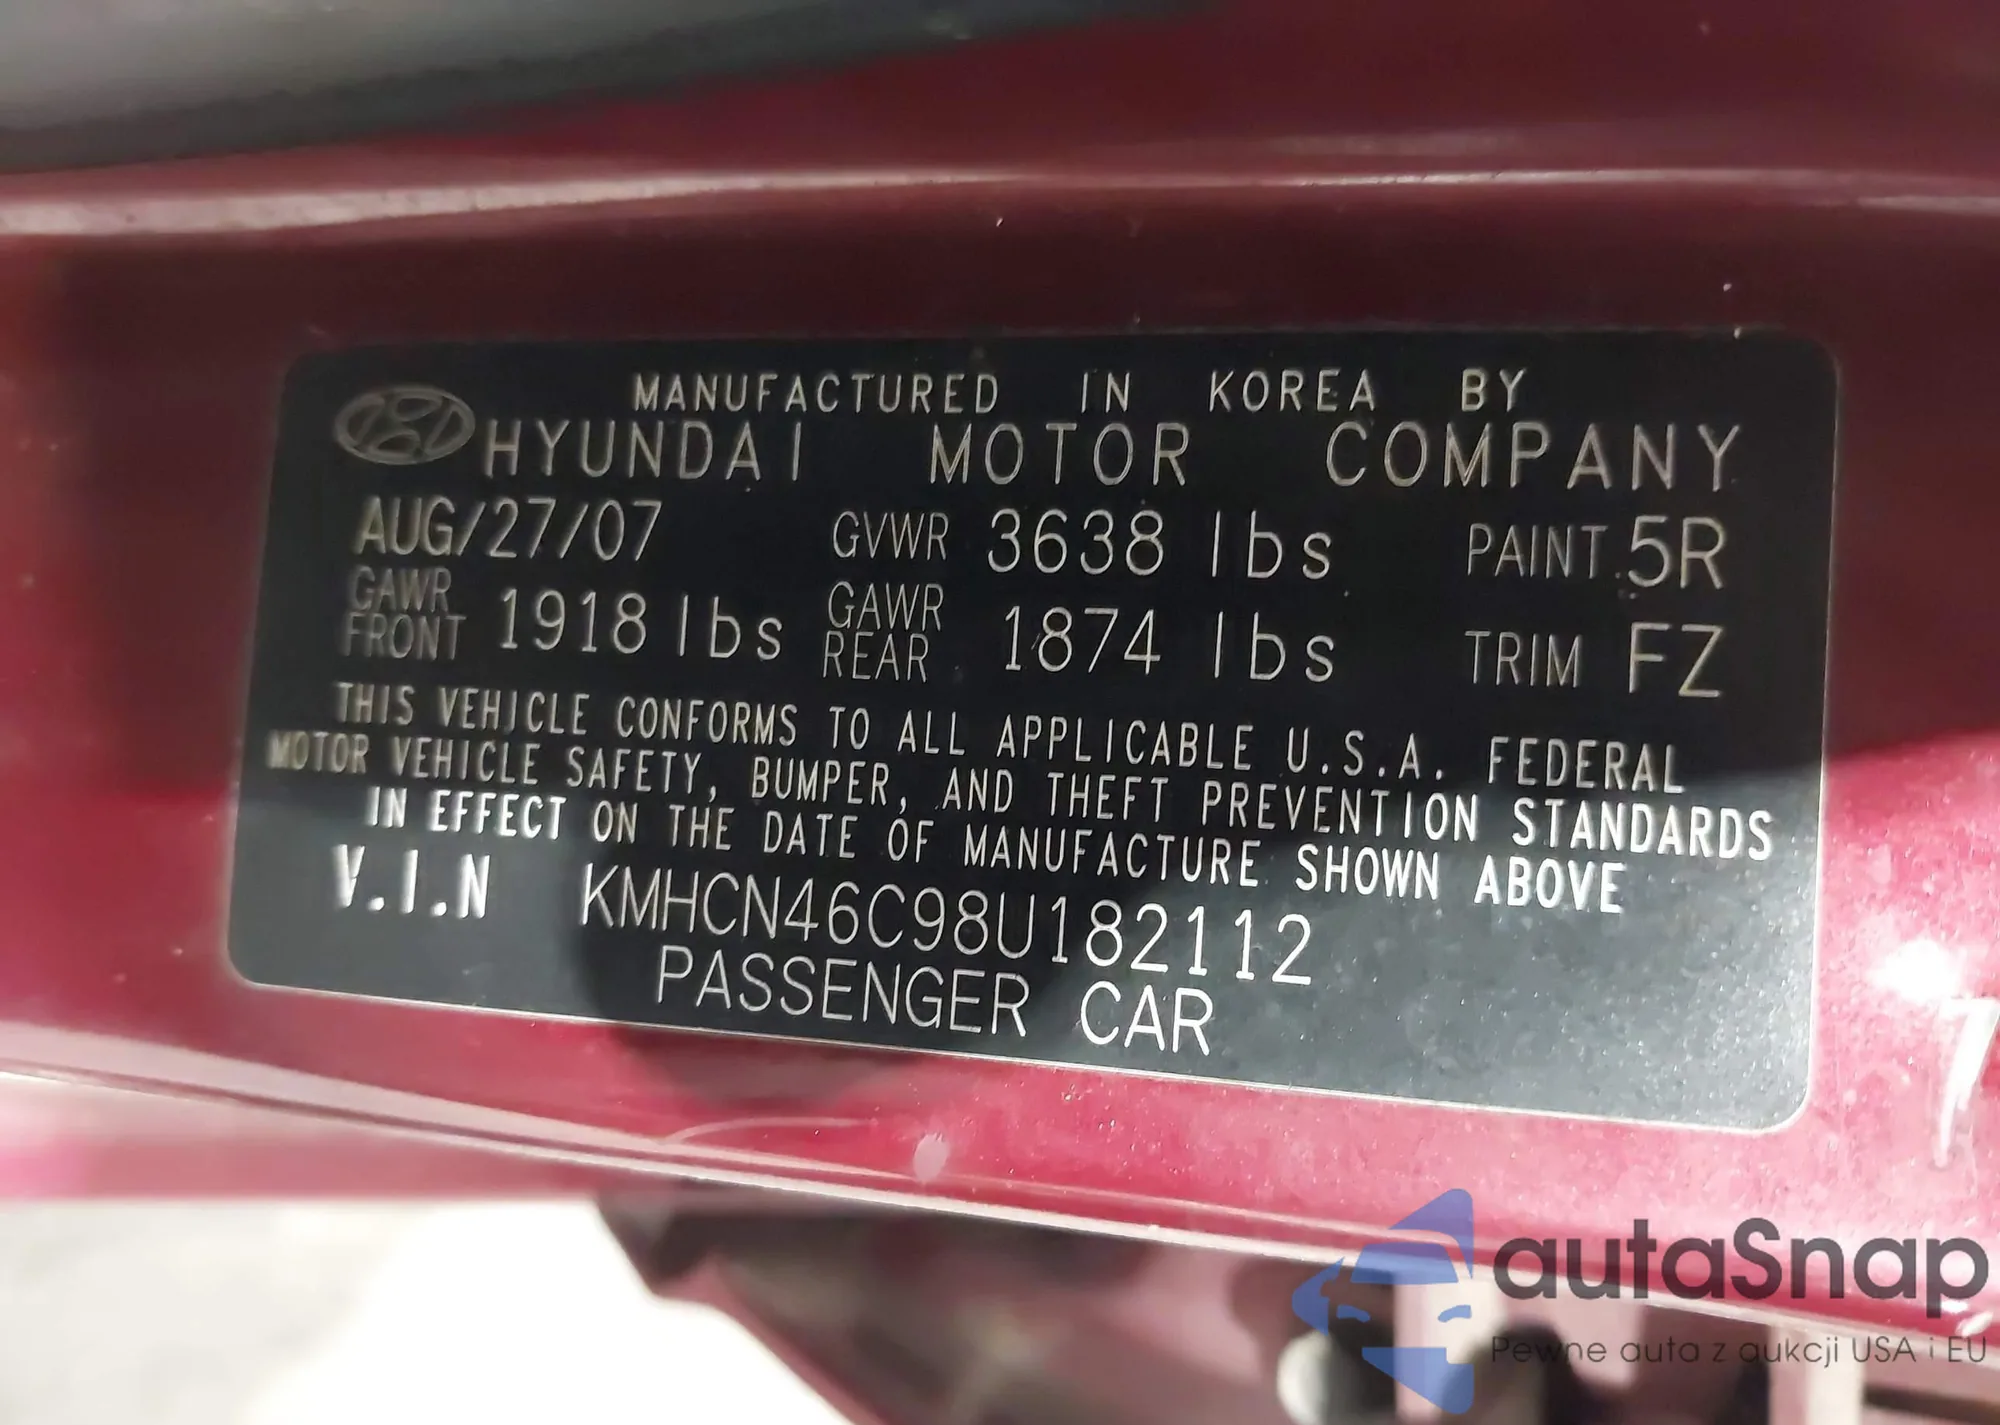 MANUFACTURED IN KOREA BY
HYUNDAI MOTOR COMPANY
AUG/27/07 GVWR 3638 lbs PAINT 5R
GAWR FRONT 1918 lbs GAWR REAR 1874 lbs TRIM FZ
THIS VEHICLE CONFORMS TO ALL APPLICABLE U.S.A. FEDERAL
MOTOR VEHICLE SAFETY, BUMPER, AND THEFT PREVENTION STANDARDS
IN EFFECT ON THE DATE OF MANUFACTURE SHOWN ABOVE
V.I.N KMHCN46C98U182112
PASSENGER CAR
autaSnap
Pewne auta z aukcji USA i EU